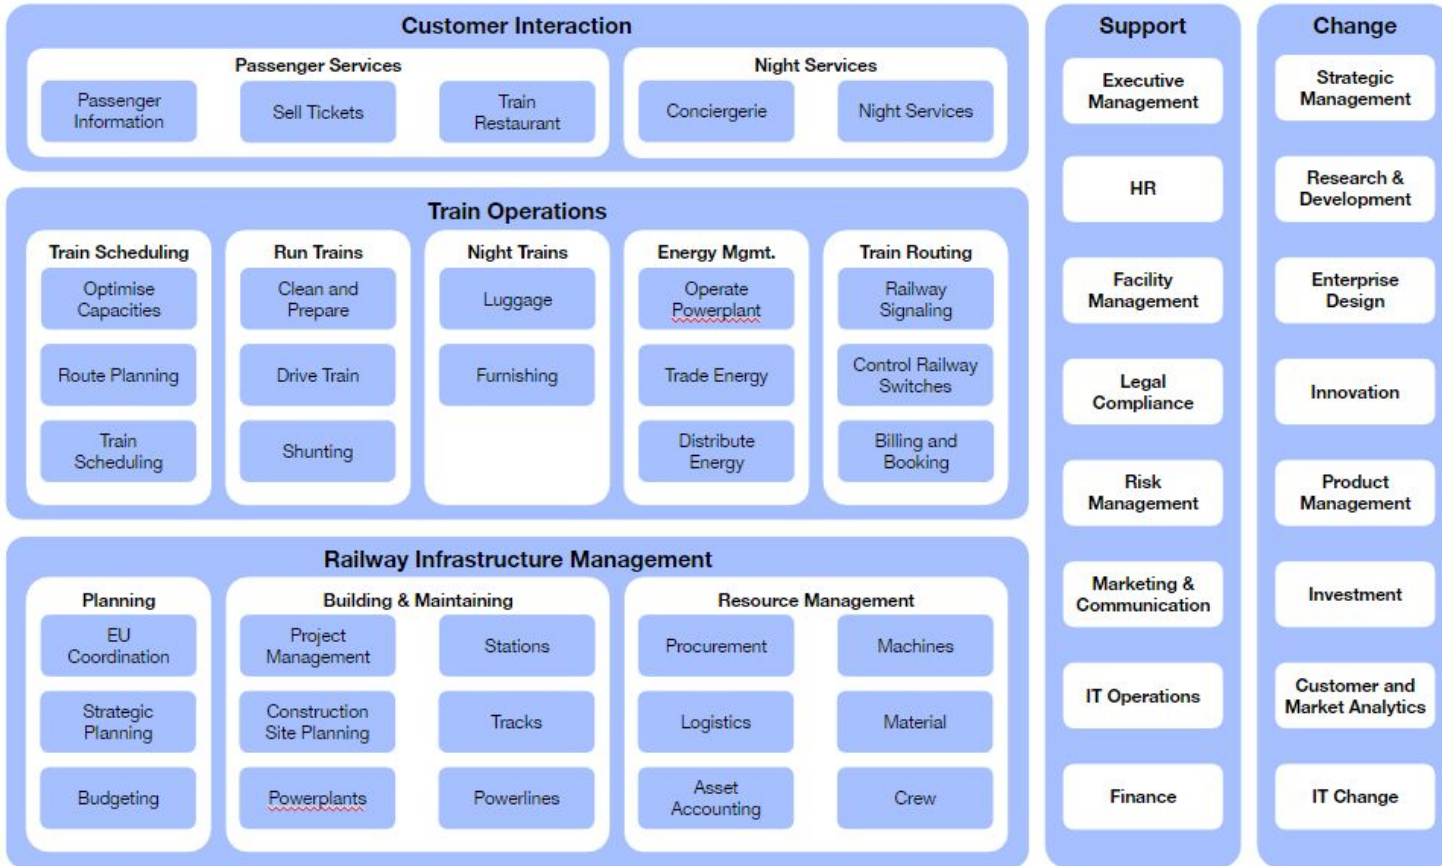 Customer Interaction
Passenger Services
Passenger
Information
Sell Tickets
Train
Restaurant
Night Services
Conciergerie
Night Services
Train Operations
Train Scheduling
Optimise
Capacities
Route Planning
Train
Scheduling
Run Trains
Clean and
Prepare
Drive Train
Shunting
Night Trains
Luggage
Furnishing
Energy Mgmt.
Operate
Powerplant
Trade Energy
Distribute
Energy
Train Routing
Railway
Signaling
Control Railway
Switches
Billing and
Booking
Railway Infrastructure Management
Planning
EU
Coordination
Strategic
Planning
Budgeting
Building & Maintaining
Project
Management
Stations
Construction
Site Planning
Tracks
Powerplants
Powerlines
Resource Management
Procurement
Machines
Logistics
Material
Asset
Accounting
Crew
Support
Executive
Management
HR
Facility
Management
Legal
Compliance
Risk
Management
Marketing &
Communication
IT Operations
Finance
Change
Strategic
Management
Research &
Development
Enterprise
Design
Innovation
Product
Management
Investment
Customer and
Market Analytics
IT Change